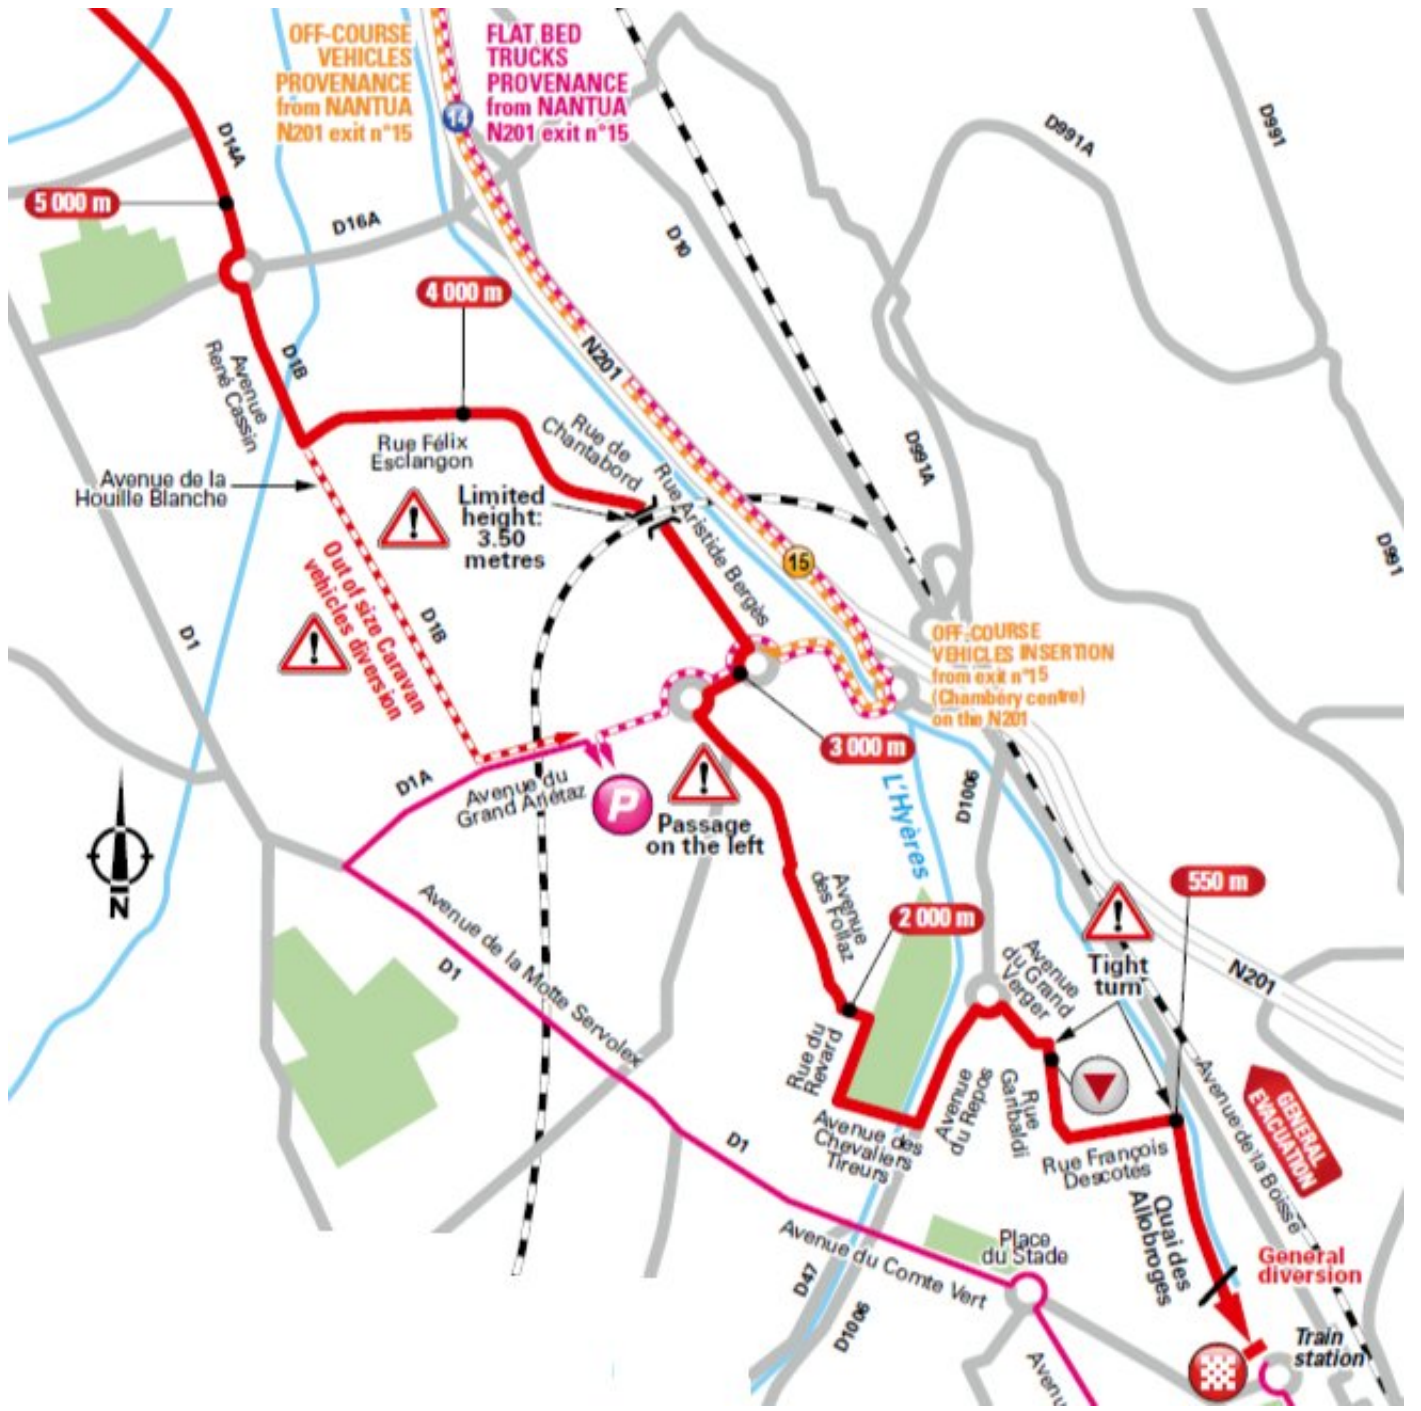 OFF-COURSE
VEHICLES
PROVENANCE
from NANTUA
N201 exit n°15
FLAT BED
TRUCKS
PROVENANCE
from NANTUA
N201 exit n°15
14
D991
D991A
D14A
5 000 m
D16A
D10
4 000 m
N201
D1B
Avenue
René Cassin
Rue Félix
Esclangon
Rue de
Chantabord
D991A
Avenue de la
Houille Blanche
Limited
height:
3.50
metres
Rue Aristide Bergès
15
D991
Out of size Caravan
vehicles diversion
D1B
D1
OFF-COURSE
VEHICLES INSERTION
from exit n°15
(Chambéry centre)
on the N201
3 000 m
D1A
Avenue du
Grand Ariétaz
P
Passage
on the left
L'Hyères
D1006
N
550 m
Avenue
des Follaz
2 000 m
Avenue de la Motte Servolex
D1
Avenue
du Grand
Verger
Tight
turn
N201
Rue du
Revard
Avenue
du Repos
Rue
Garibaldi
Avenue de la Boisse
GENERAL
EVACUATION
Avenue des
Chevaliers
Tireurs
Rue François
Descotes
D1
Quai des
Allobroges
Place
du Stade
Avenue du Comte Vert
General
diversion
D47
D1006
Train
station
Avenu